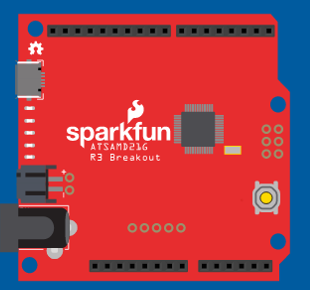 sparkfun
ATSAMD21G
R3 Breakout